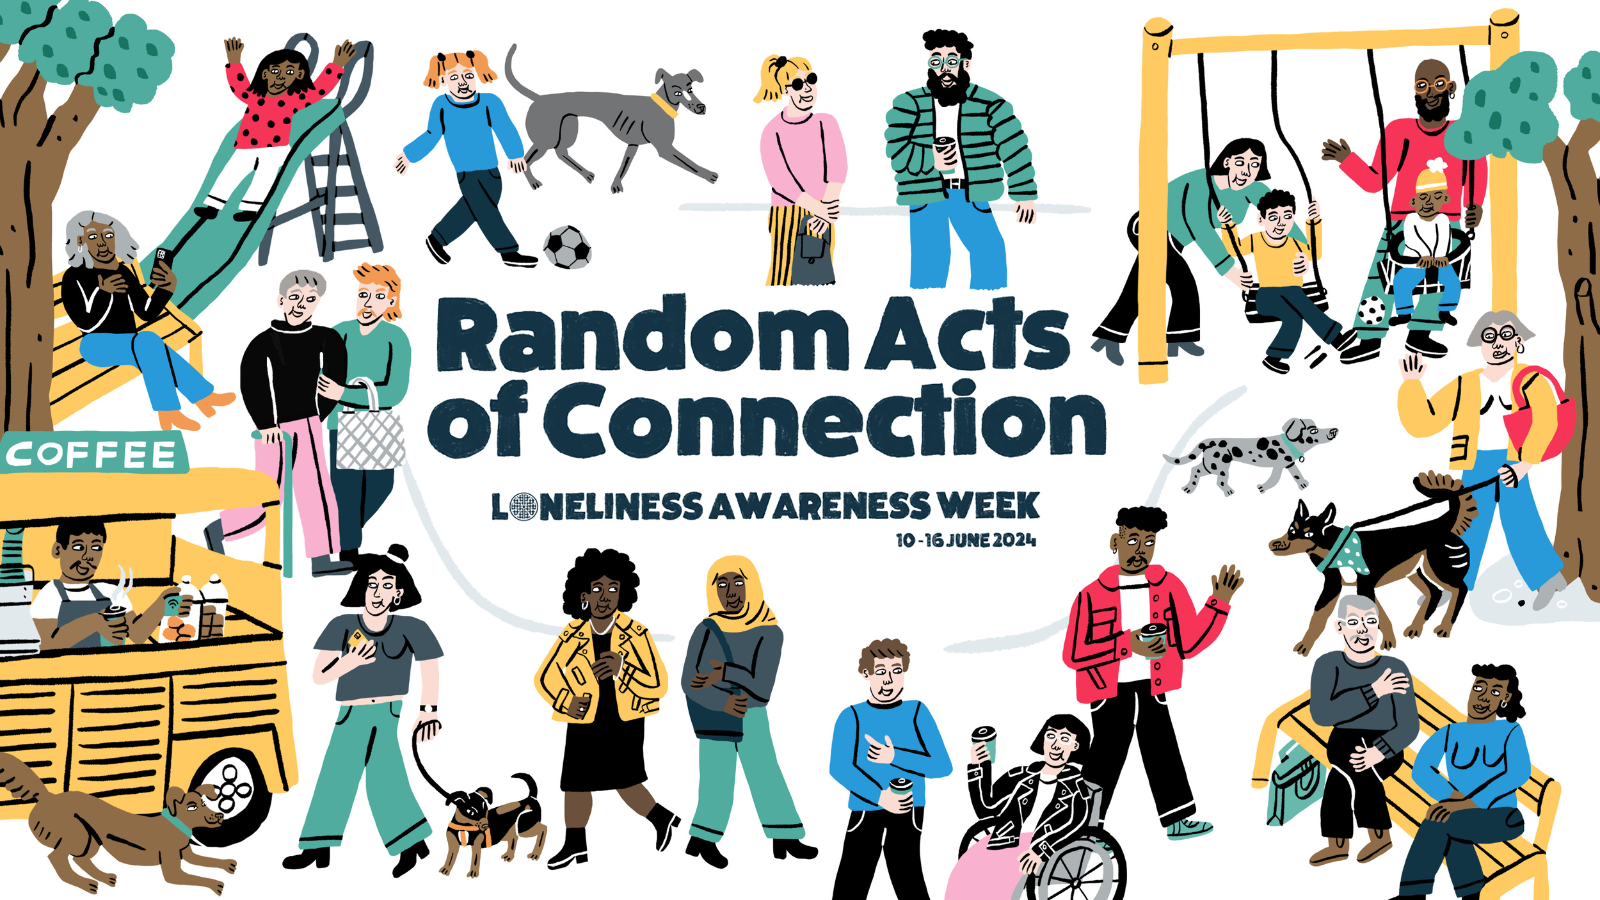 Random Acts
of Connection
LONELINESS AWARENESS WEEK
10-16 JUNE 2024
COFFEE